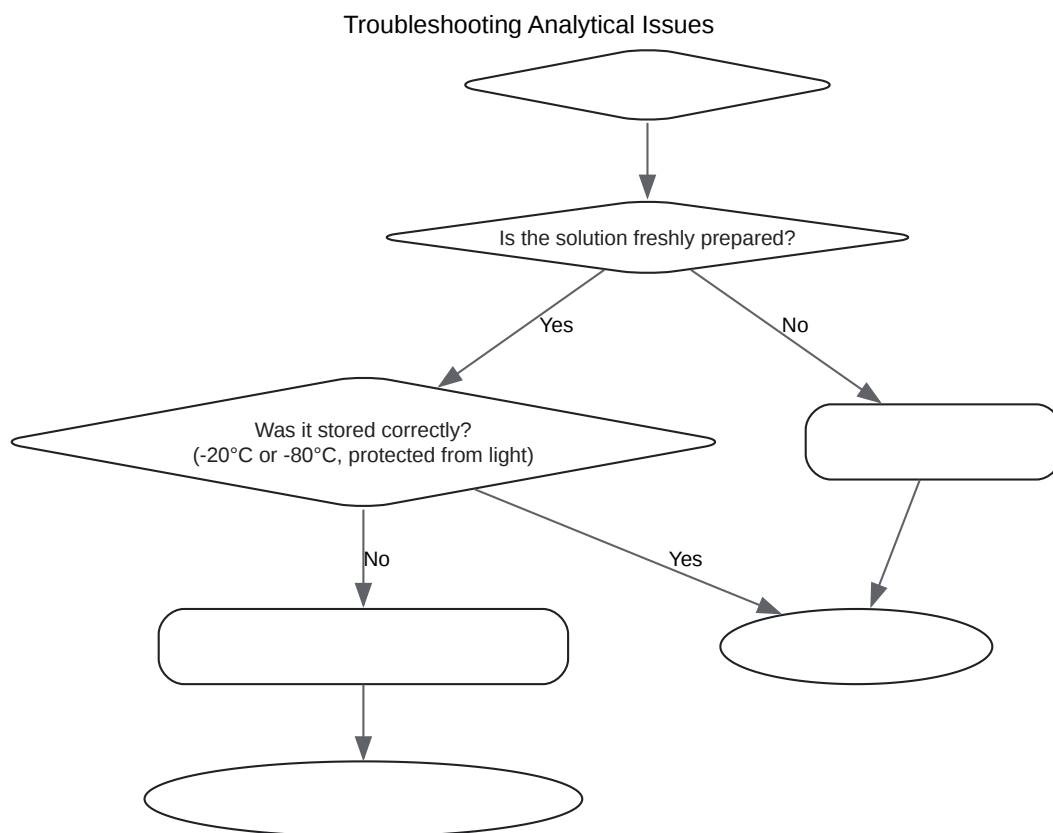 Troubleshooting Analytical Issues
Is the solution freshly prepared?
Yes
No
Was it stored correctly?
(-20°C or -80°C, protected from light)
No
Yes